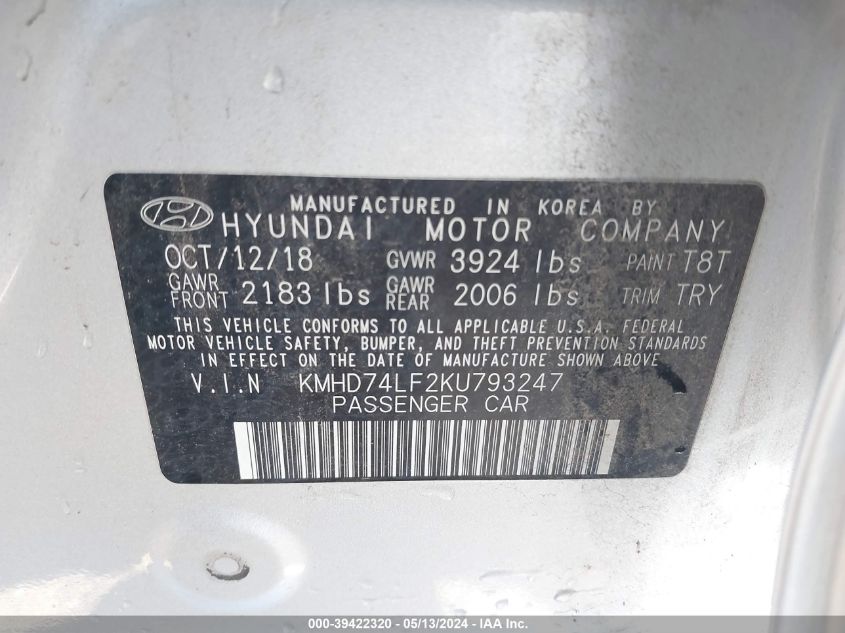 MANUFACTURED IN KOREA BY
HYUNDAI MOTOR COMPANY
OCT/12/18 GVWR 3924 lbs PAINT T8T
GAWR FRONT 2183 lbs GAWR REAR 2006 lbs TRIM TRY
THIS VEHICLE CONFORMS TO ALL APPLICABLE U.S.A. FEDERAL
MOTOR VEHICLE SAFETY, BUMPER, AND THEFT PREVENTION STANDARDS
IN EFFECT ON THE DATE OF MANUFACTURE SHOWN ABOVE.
V.I.N KMHD74LF2KU793247
PASSENGER CAR
000-39422320 - 05/13/2024 - IAA Inc.